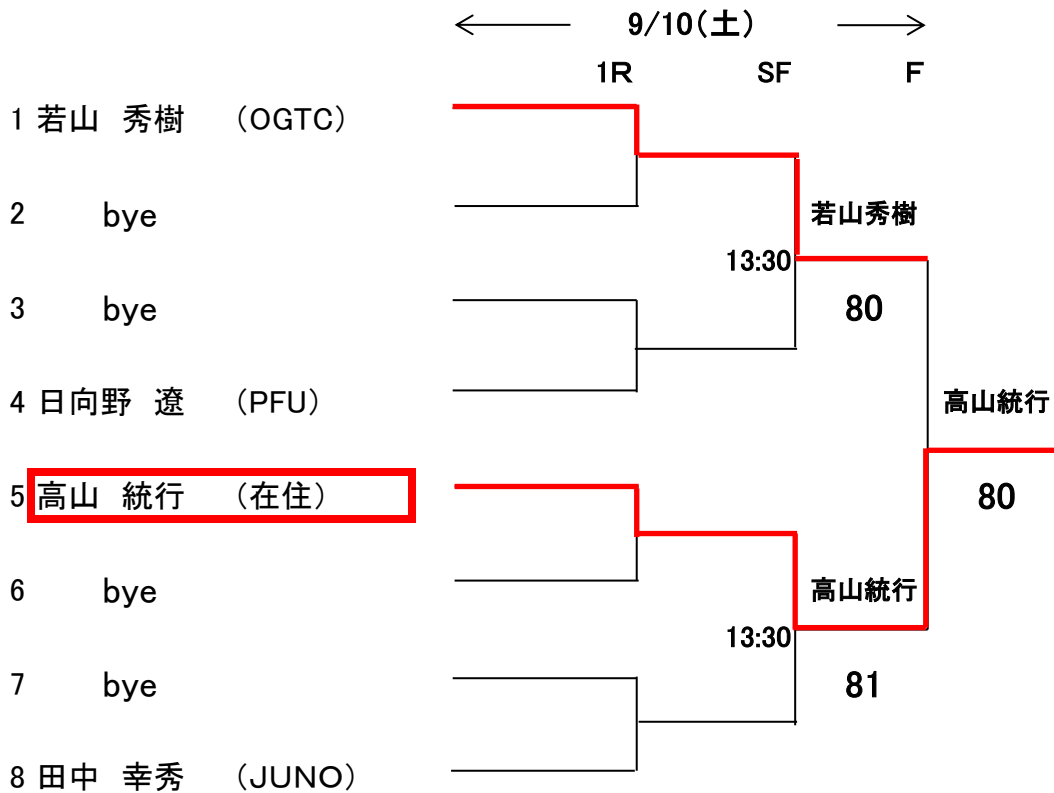 9/10(土)
1R SF F
1 若山 秀樹 （OGTC）
2 bye
若山秀樹
13:30
3 bye
80
4 日向野 遼 （PFU）
高山統行
5 高山 統行 （在住）
80
6 bye
高山統行
13:30
7 bye
81
8 田中 幸秀 （JUNO）